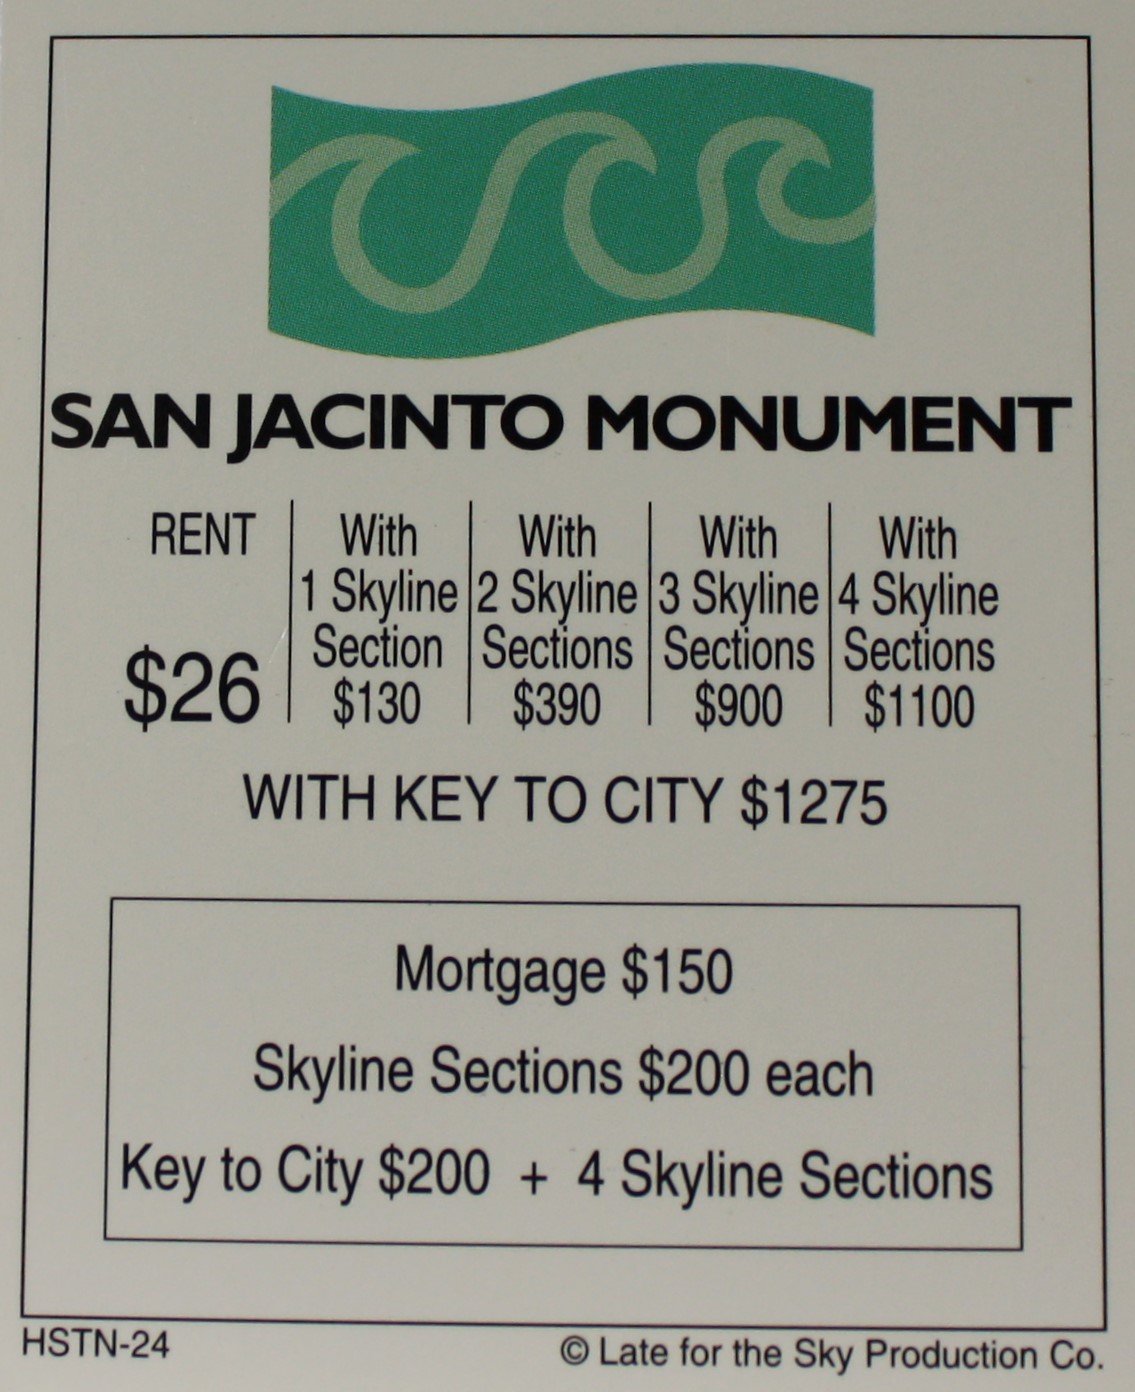 SAN JACINTO MONUMENT
RENT
$26
With
1 Skyline
Section
$130
With
2 Skyline
Sections
$390
With
3 Skyline
Sections
$900
With
4 Skyline
Sections
$1100
WITH KEY TO CITY $1275
Mortgage $150
Skyline Sections $200 each
Key to City $200 + 4 Skyline Sections
HSTN-24
© Late for the Sky Production Co.